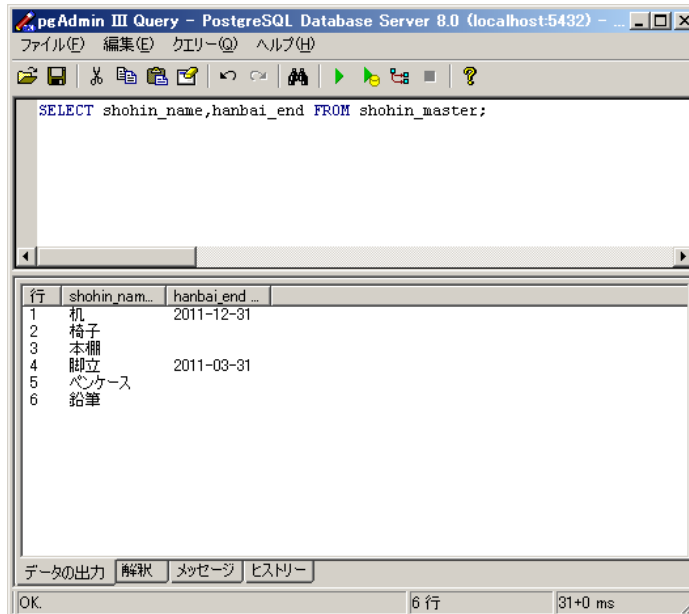 pgAdmin III Query - PostgreSQL Database Server 8.0 (localhost:5432) - ...
ファイル(F) 編集(E) クエリー(Q) ヘルプ(H)
SELECT shohin_name,hanbai_end FROM shohin_master;
行 shohin_nam... hanbai_end ...
1 机 2011-12-31
2 椅子
3 本棚
4 脚立 2011-03-31
5 ペンケース
6 鉛筆
データの出力 解釈 メッセージ ヒストリー
OK. 6 行 31+0 ms